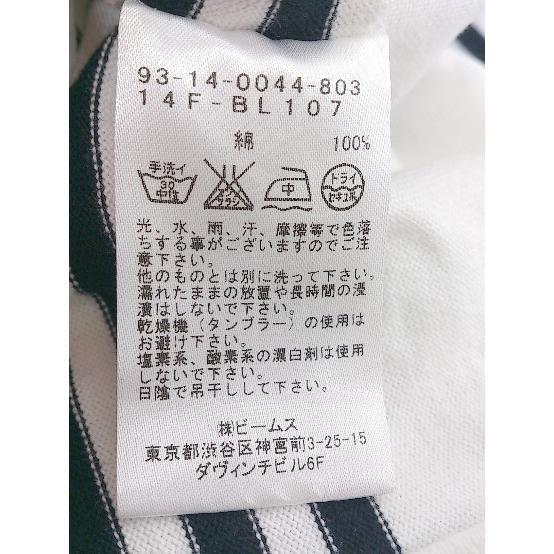 93-14-0044-803
14F-BL107
綿 100%
手洗イ 30 中性
エンソ サラシ
中
ドライ セキユ系
光、水、雨、汗、摩擦等で色落
ちする事がございますのでご注
意下さい。
他のものとは別に洗って下さい。
濡れたままの放置や長時間の浸
漬はしないで下さい。
乾燥機（タンブラー）の使用は
お避け下さい。
塩素系、酸素系の漂白剤は使用
しないで下さい。
日陰で吊干しして下さい。
㈱ビームス
東京都渋谷区神宮前3-25-15
ダヴィンチビル6F